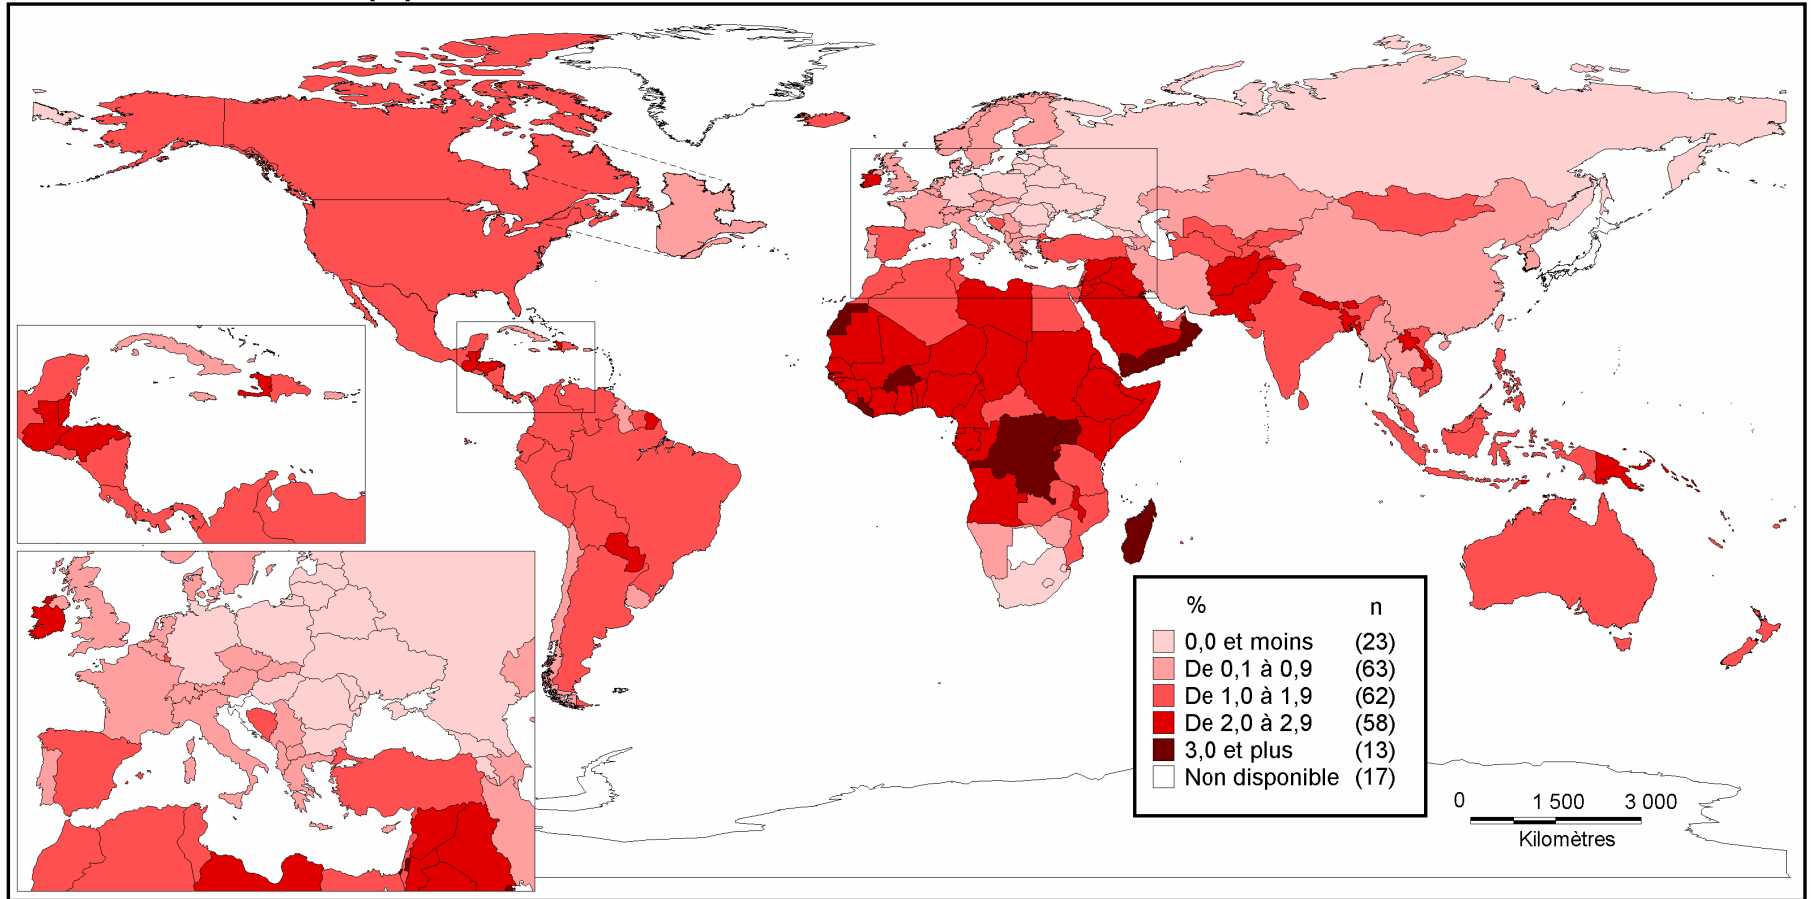 % n
0,0 et moins (23)
De 0,1 à 0,9 (63)
De 1,0 à 1,9 (62)
De 2,0 à 2,9 (58)
3,0 et plus (13)
Non disponible (17)
0 1 500 3 000
Kilomètres